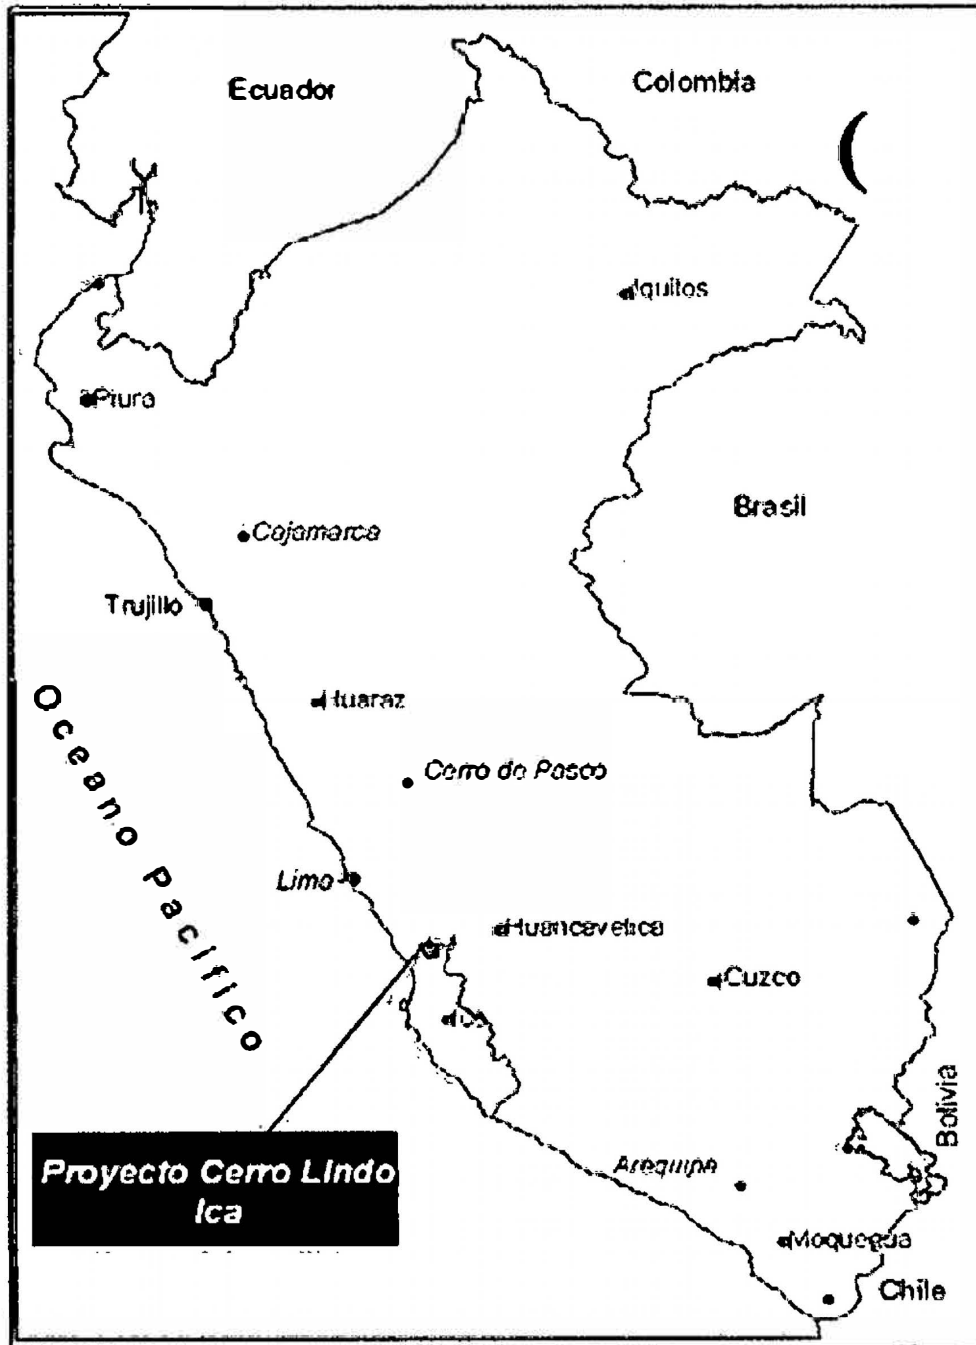 Ecuador
Colombia
Iquitos
Piura
Brasil
Cajamarca
Trujillo
Huaraz
Oceano Pacifico
Cerro de Pasco
Lima
Huancavelica
Cuzco
Bolivia
Proyecto Cerro Lindo
Ica
Arequipa
Moquegua
Chile